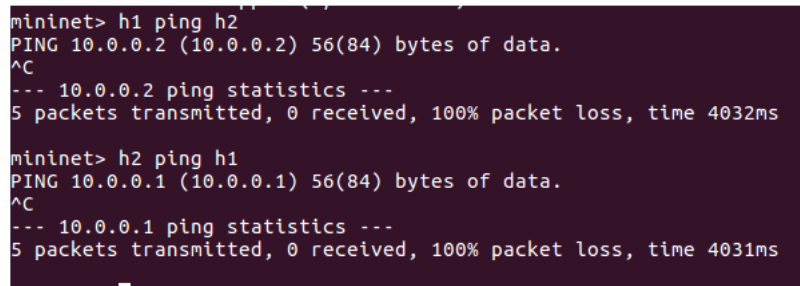 mininet> h1 ping h2
PING 10.0.0.2 (10.0.0.2) 56(84) bytes of data.
^C
--- 10.0.0.2 ping statistics ---
5 packets transmitted, 0 received, 100% packet loss, time 4032ms
mininet> h2 ping h1
PING 10.0.0.1 (10.0.0.1) 56(84) bytes of data.
^C
--- 10.0.0.1 ping statistics ---
5 packets transmitted, 0 received, 100% packet loss, time 4031ms